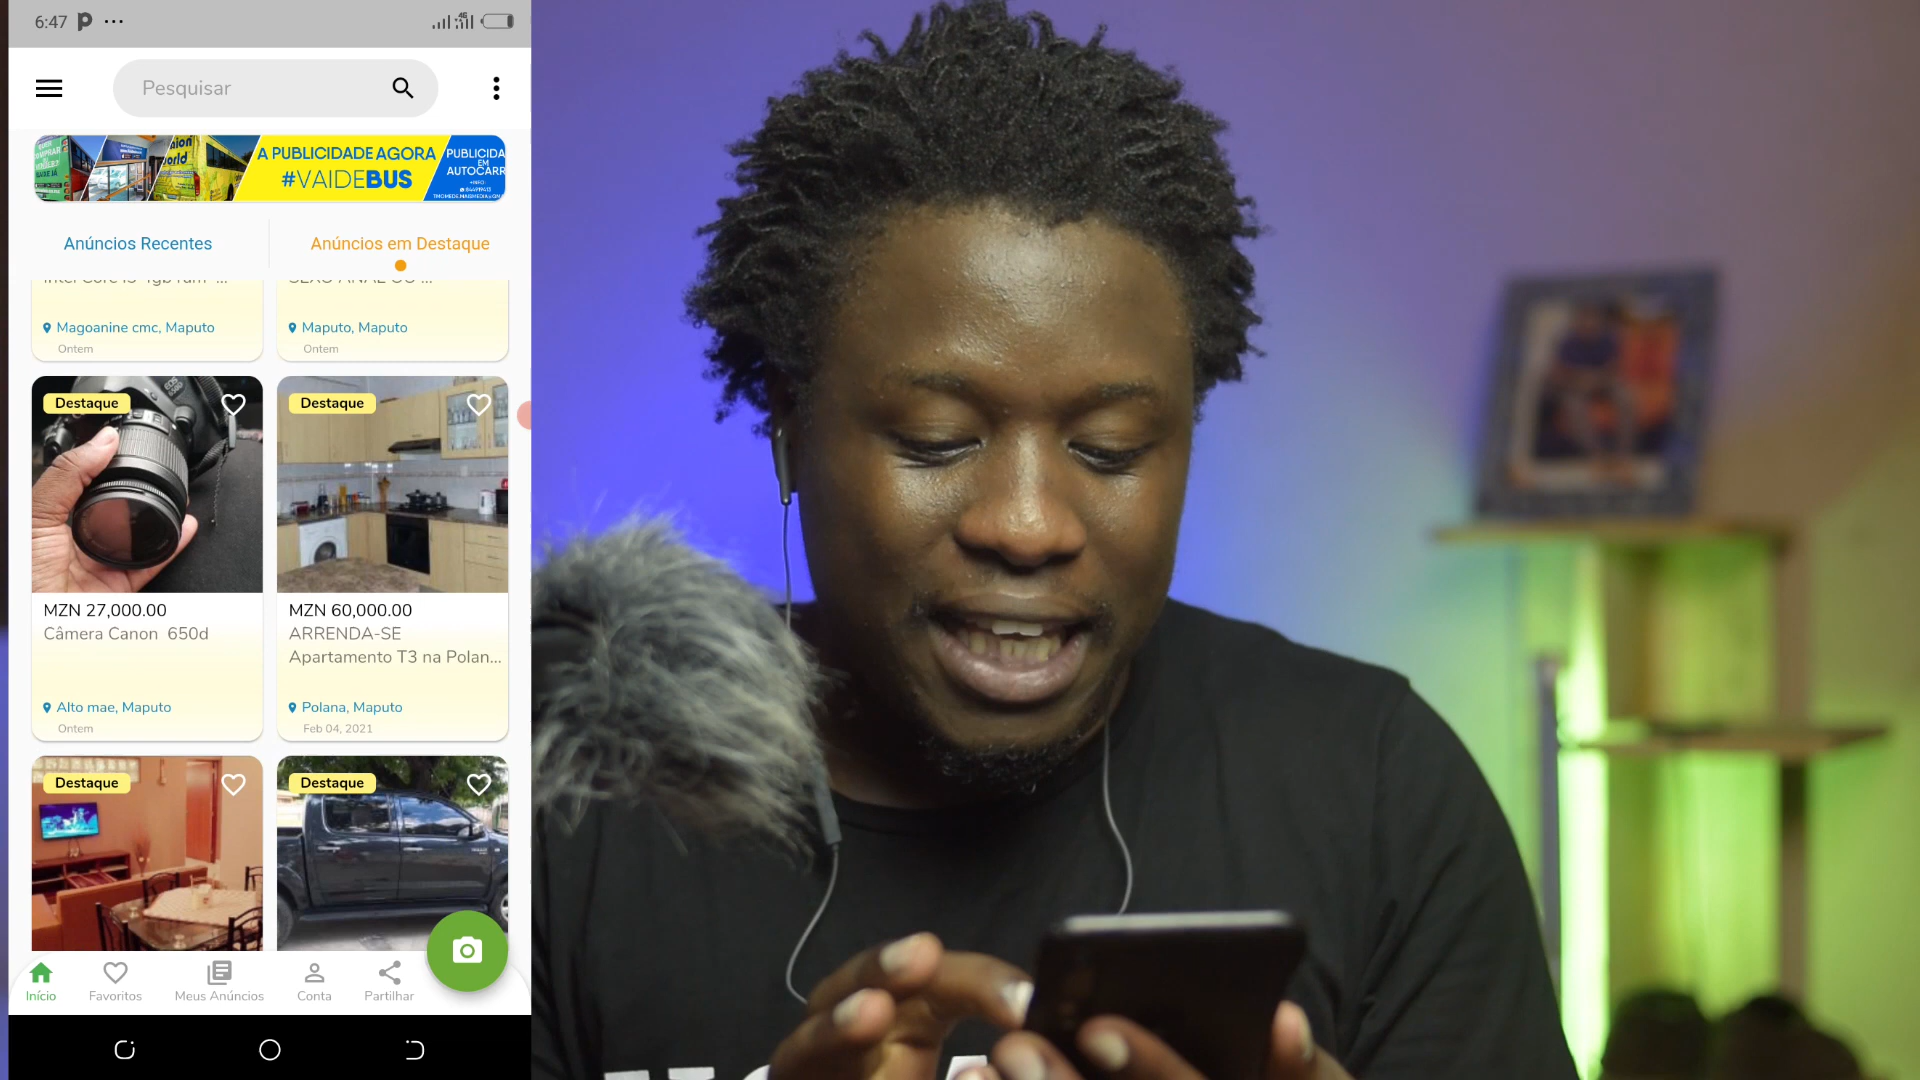 6:47
Pesquisar
A PUBLICIDADE AGORA
#VAIDEBUS
PUBLICIDA
EM
AUTOCARR
Anúncios Recentes
Anúncios em Destaque
Magoanine cmc, Maputo
Ontem
Maputo, Maputo
Ontem
Destaque
EOS
650D
MZN 27,000.00
Câmera Canon 650d
Alto mae, Maputo
Ontem
Destaque
MZN 60,000.00
ARRENDA-SE
Apartamento T3 na Polan...
Polana, Maputo
Feb 04, 2021
Destaque
Destaque
Início
Favoritos
Meus Anúncios
Conta
Partilhar